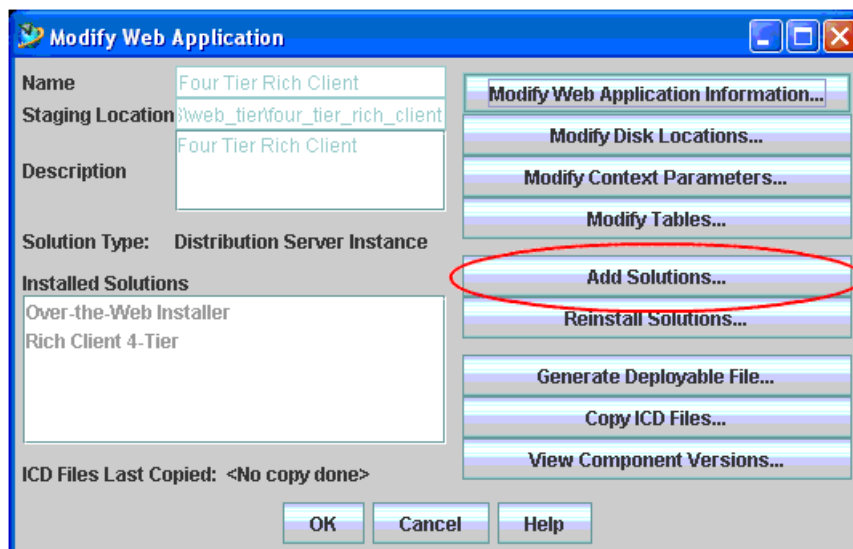 Modify Web Application
Name
Four Tier Rich Client
Staging Location
\web_tier\four_tier_rich_client
Description
Four Tier Rich Client
Solution Type: Distribution Server Instance
Installed Solutions
Over-the-Web Installer
Rich Client 4-Tier
ICD Files Last Copied: <No copy done>
Modify Web Application Information...
Modify Disk Locations...
Modify Context Parameters...
Modify Tables...
Add Solutions...
Reinstall Solutions...
Generate Deployable File...
Copy ICD Files...
View Component Versions...
OK
Cancel
Help